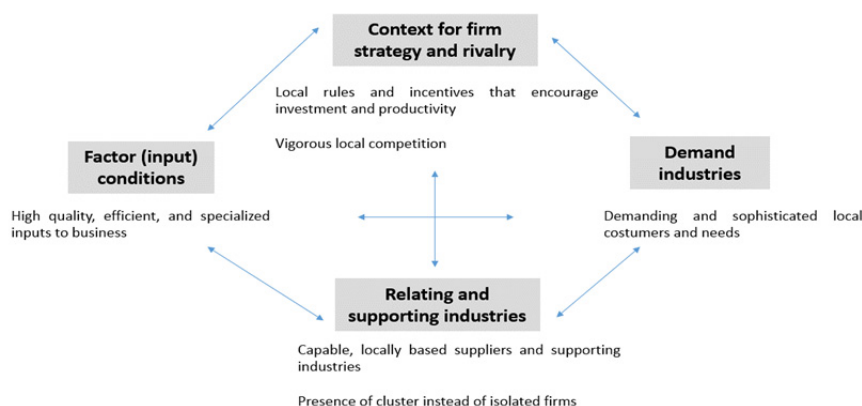 Context for firm
strategy and rivalry
Local rules and incentives that encourage
investment and productivity
Vigorous local competition
Factor (input)
conditions
High quality, efficient, and specialized
inputs to business
Demand
industries
Demanding and sophisticated local
costumers and needs
Relating and
supporting industries
Capable, locally based suppliers and supporting
industries
Presence of cluster instead of isolated firms